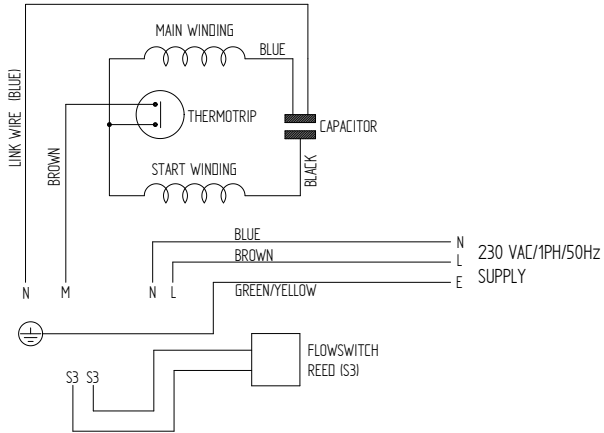 MAIN WINDING
BLUE
LINK WIRE (BLUE)
BROWN
THERMOTRIP
CAPACITOR
START WINDING
BLACK
BLUE
N
BROWN
L
230 VAC/1PH/50Hz
SUPPLY
N
M
N
L
GREEN/YELLOW
E
FLOWSWITCH
REED (S3)
S3 S3